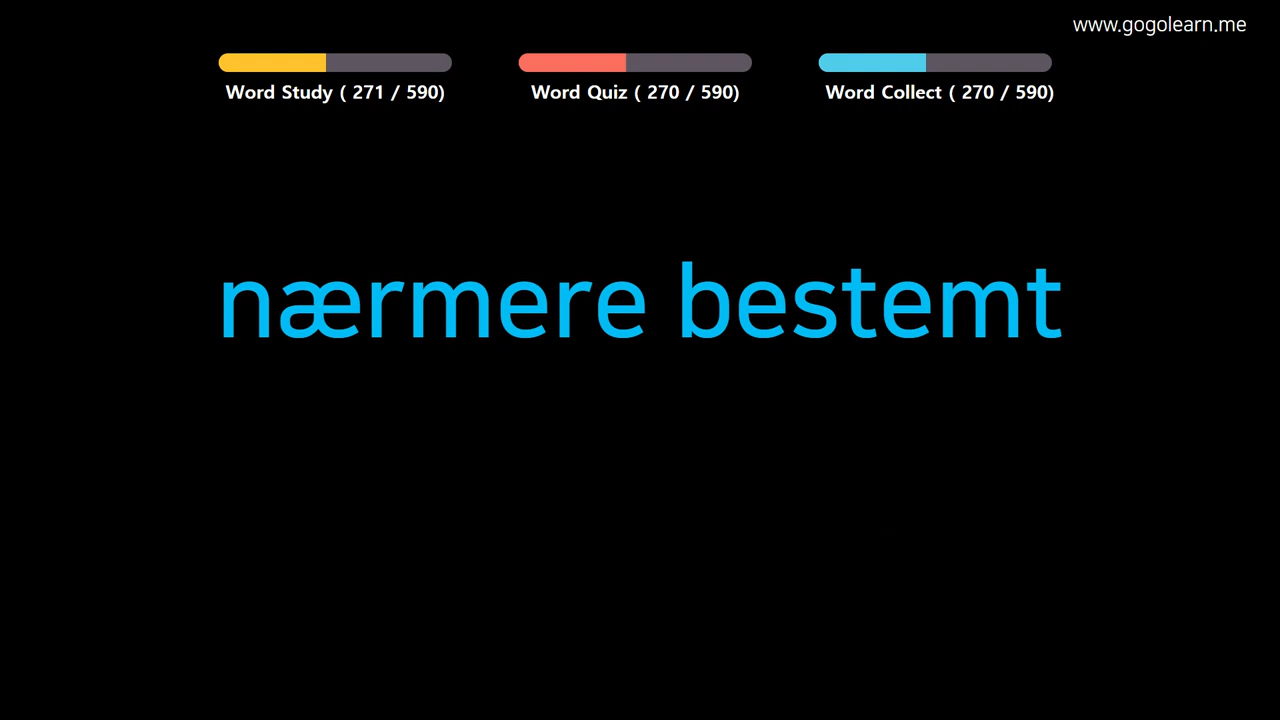 www.gogolearn.me
Word Study ( 271 / 590)
Word Quiz ( 270 / 590)
Word Collect ( 270 / 590)
nærmere bestemt